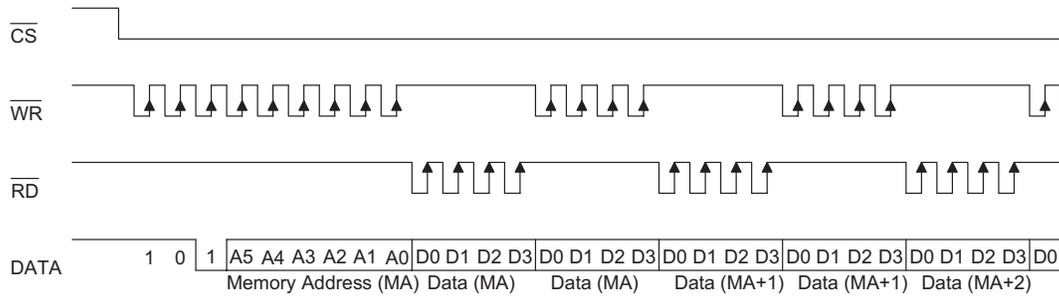 CS
WR
RD
DATA
1 0 1 A5 A4 A3 A2 A1 A0 D0 D1 D2 D3 D0 D1 D2 D3 D0 D1 D2 D3 D0 D1 D2 D3 D0 D1 D2 D3 D0
Memory Address (MA) Data (MA) Data (MA) Data (MA+1) Data (MA+1) Data (MA+2)